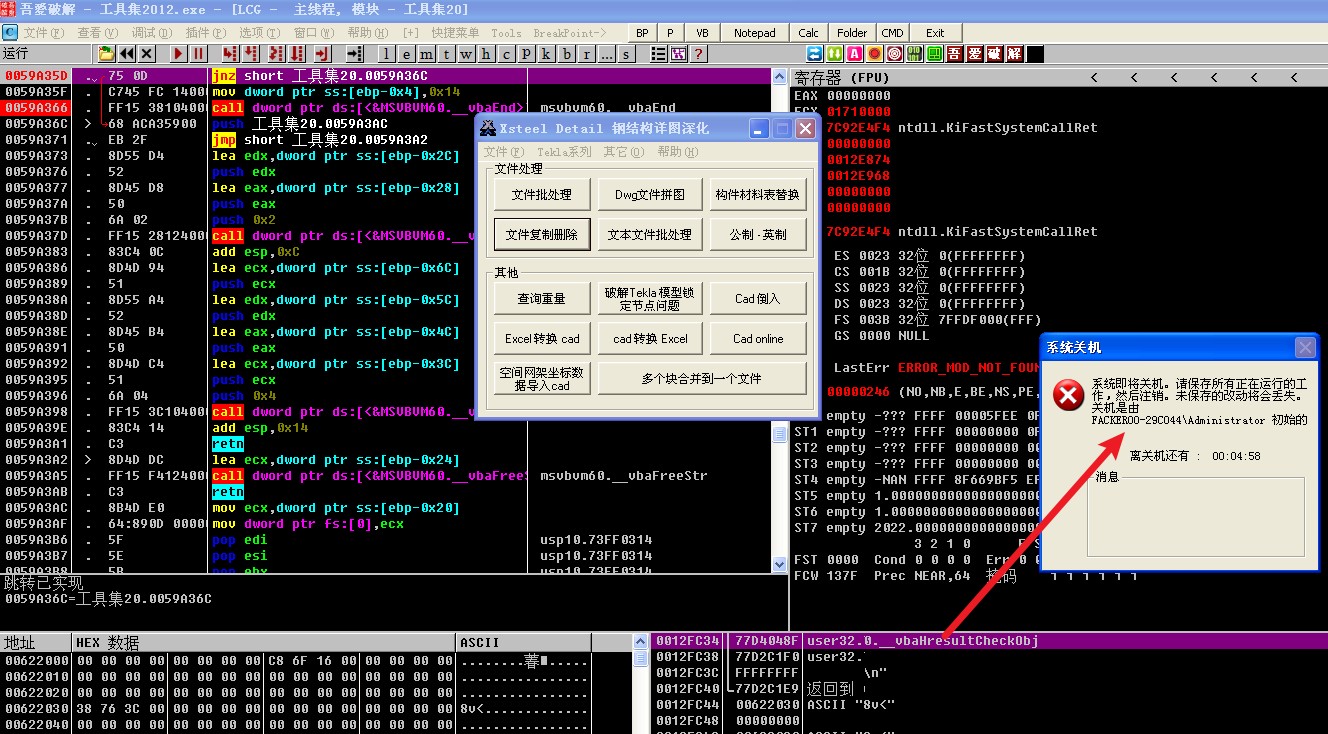 吾爱破解 - 工具集2012.exe - [LCG - 主线程, 模块 - 工具集20]
文件(F) 查看(V) 调试(D) 插件(P) 选项(T) 窗口(W) 帮助(H) [+] 快捷菜单 Tools BreakPoint-> BP P VB Notepad Calc Folder CMD Exit
运行 l e m t w h c p k b r ... s ? A 吾 爱 破 解
0059A35D . 75 0D jnz short 工具集20.0059A36C
0059A35F . C745 FC 14000 mov dword ptr ss:[ebp-0x4],0x14
0059A366 . FF15 38104000 call dword ptr ds:[<&MSVBVM60.__vbaEnd>] msvbvm60.__vbaEnd
0059A36C > 68 ACA35900 push 工具集20.0059A3AC
0059A371 . EB 2F jmp short 工具集20.0059A3A2
0059A373 . 8D55 D4 lea edx,dword ptr ss:[ebp-0x2C]
0059A376 . 52 push edx
0059A377 . 8D45 D8 lea eax,dword ptr ss:[ebp-0x28]
0059A37A . 50 push eax
0059A37B . 6A 02 push 0x2
0059A37D . FF15 28124000 call dword ptr ds:[<&MSVBVM60.__v
0059A383 . 83C4 0C add esp,0xC
0059A386 . 8D4D 94 lea ecx,dword ptr ss:[ebp-0x6C]
0059A389 . 51 push ecx
0059A38A . 8D55 A4 lea edx,dword ptr ss:[ebp-0x5C]
0059A38D . 52 push edx
0059A38E . 8D45 B4 lea eax,dword ptr ss:[ebp-0x4C]
0059A391 . 50 push eax
0059A392 . 8D4D C4 lea ecx,dword ptr ss:[ebp-0x3C]
0059A395 . 51 push ecx
0059A396 . 6A 04 push 0x4
0059A398 . FF15 3C104000 call dword ptr ds:[<&MSVBVM60.__v
0059A39E . 83C4 14 add esp,0x14
0059A3A1 . C3 retn
0059A3A2 > 8D4D DC lea ecx,dword ptr ss:[ebp-0x24]
0059A3A5 . FF15 F4124000 call dword ptr ds:[<&MSVBVM60.__vbaFreeS msvbvm60.__vbaFreeStr
0059A3AB . C3 retn
0059A3AC . 8B4D E0 mov ecx,dword ptr ss:[ebp-0x20]
0059A3AF . 64:890D 00000 mov dword ptr fs:[0],ecx
0059A3B6 . 5F pop edi usp10.73FF0314
0059A3B7 . 5E pop esi usp10.73FF0314
0059A3B8 . 5B pop ebx usp10.73FF0314
跳转已实现
0059A36C=工具集20.0059A36C
寄存器 (FPU) < < < < < <
EAX 00000000
ECX 01710000
7C92E4F4 ntdll.KiFastSystemCallRet
00000000
0012E874
0012E968
00000000
00000000
7C92E4F4 ntdll.KiFastSystemCallRet
ES 0023 32位 0(FFFFFFFF)
CS 001B 32位 0(FFFFFFFF)
SS 0023 32位 0(FFFFFFFF)
DS 0023 32位 0(FFFFFFFF)
FS 003B 32位 7FFDF000(FFF)
GS 0000 NULL
LastErr ERROR_MOD_NOT_FOUN
00000246 (NO,NB,E,BE,NS,PE,
empty -??? FFFF 00005FEE 0F
ST1 empty -??? FFFF 00000000 0F
ST2 empty -??? FFFF 00000000
ST3 empty -??? FFFF 00000000
ST4 empty -NAN FFFF 8F669BF5 EF
ST5 empty 1.0000000000000000
ST6 empty 1.0000000000000000
ST7 empty 2022.0000000000000
3 2 1 0 E S
FST 0000 Cond 0 0 0 0 Err 0 0
FCW 137F Prec NEAR,64 掩码 1 1 1 1 1 1
Xsteel Detail 钢结构详图深化
文件(F) Tekla系列 其它(O) 帮助(H)
文件处理
文件批处理 Dwg文件拼图 构件材料表替换
文件复制删除 文本文件批处理 公制 - 英制
其他
查询重量 破解Tekla模型锁定节点问题 Cad 倒入
Excel转换 cad cad转换 Excel Cad online
空间网架坐标数据导入cad 多个块合并到一个文件
系统关机
系统即将关机。请保存所有正在运行的工
作，然后注销。未保存的改动将会丢失。
关机是由
FACKEROO-29C044\Administrator 初始的
离关机还有 : 00:04:58
消息
地址 HEX 数据 ASCII
00622000 00 00 00 00 00 00 00 00 C8 6F 16 00 00 00 00 00
00622010 00 00 00 00 00 00 00 00 00 00 00 00 00 00 00 00 ................
00622020 00 00 00 00 00 00 00 00 00 00 00 00 00 00 00 00 ................
00622030 38 76 3C 00 00 00 00 00 00 00 00 00 00 00 00 00 8v<.............
00622040 00 00 00 00 00 00 00 00 00 00 00 00 00 00 00 00 ................
0012FC34 77D4048F user32.0.__vbaHresultCheckObj
0012FC38 77D2C1F0 user32.
0012FC3C FFFFFFFF \n"
0012FC40 77D2C1E9 返回到
0012FC44 00622030 ASCII "8v<"
0012FC48 00000000